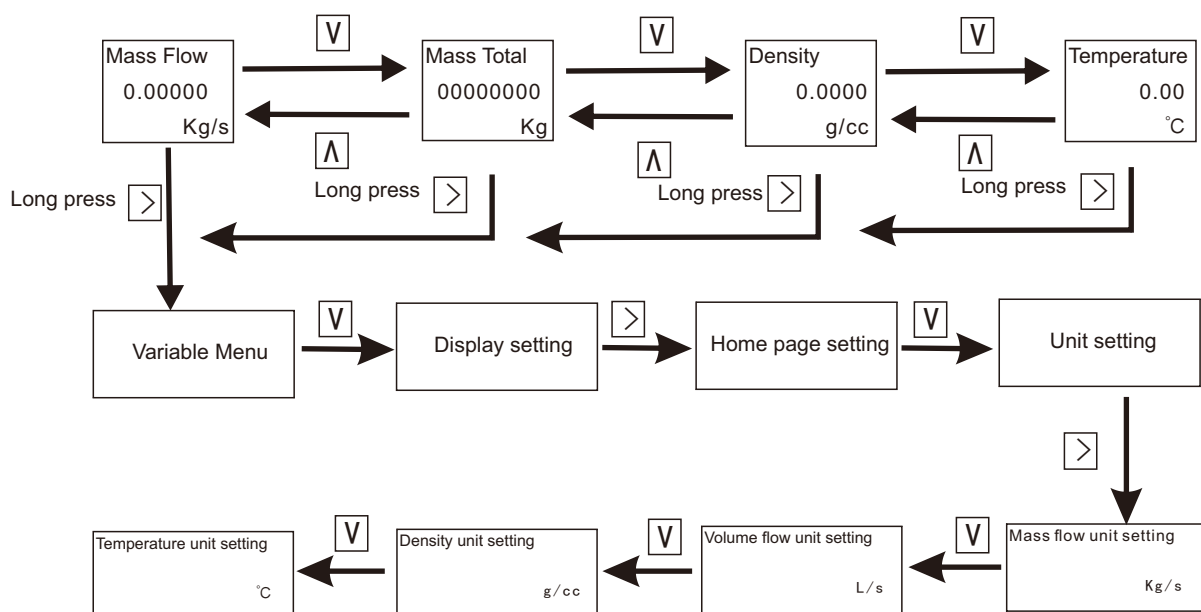 V
V
V
Mass Flow
0.00000
Kg/s
Mass Total
00000000
Kg
Density
0.0000
g/cc
Temperature
0.00
℃
Λ
Λ
Λ
Long press >
Long press >
Long press >
Long press >
Variable Menu
V
Display setting
>
Home page setting
V
Unit setting
>
Temperature unit setting
℃
V
Density unit setting
g/cc
V
Volume flow unit setting
L/s
V
Mass flow unit setting
Kg/s